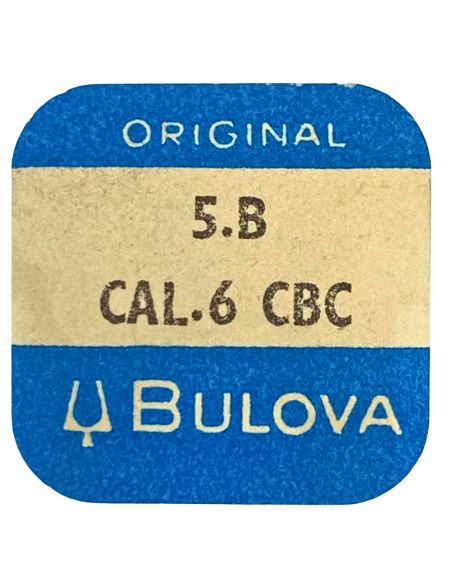 ORIGINAL
5.B
CAL.6 CBC
BULOVA